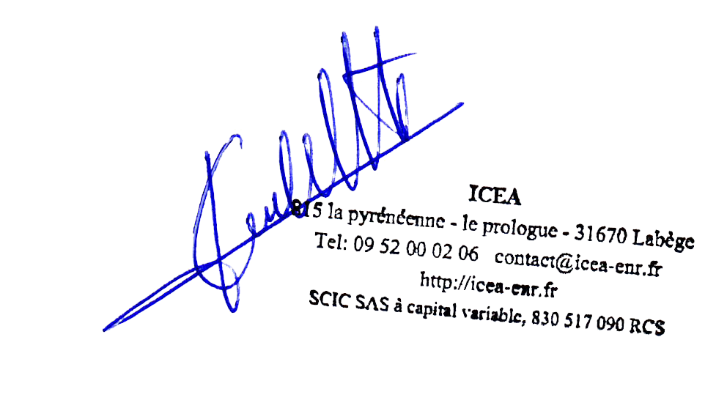 ICEA
815 la pyrénéenne - le prologue - 31670 Labège
Tel: 09 52 00 02 06 contact@icea-enr.fr
http://icea-enr.fr
SCIC SAS à capital variable, 830 517 090 RCS